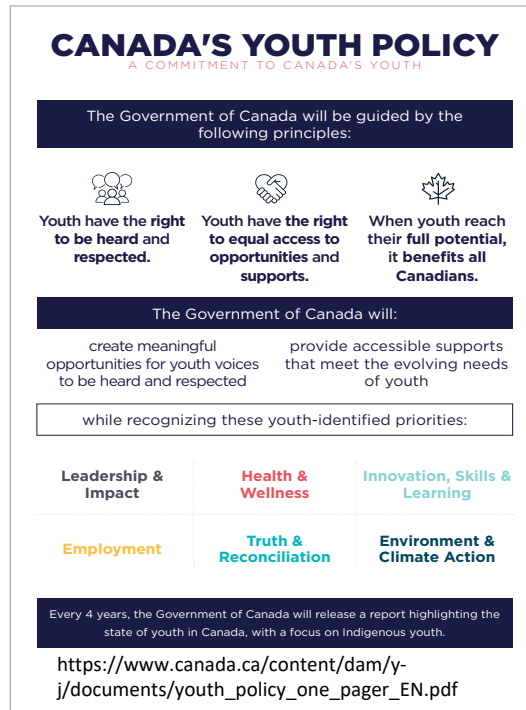 CANADA'S YOUTH POLICY
A COMMITMENT TO CANADA'S YOUTH
The Government of Canada will be guided by the
following principles:
Youth have the right
to be heard and
respected.
Youth have the right
to equal access to
opportunities and
supports.
When youth reach
their full potential,
it benefits all
Canadians.
The Government of Canada will:
create meaningful
opportunities for youth voices
to be heard and respected
provide accessible supports
that meet the evolving needs
of youth
while recognizing these youth-identified priorities:
Leadership &
Impact
Health &
Wellness
Innovation, Skills &
Learning
Employment
Truth &
Reconciliation
Environment &
Climate Action
Every 4 years, the Government of Canada will release a report highlighting the
state of youth in Canada, with a focus on Indigenous youth.
https://www.canada.ca/content/dam/y-
j/documents/youth_policy_one_pager_EN.pdf